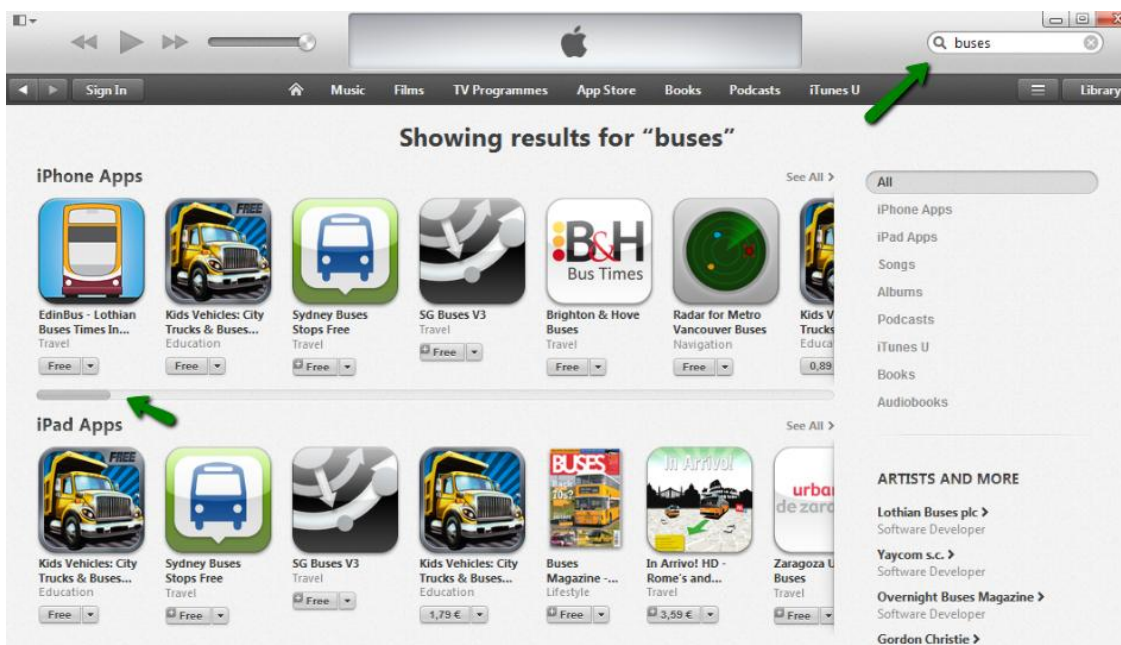 buses
Sign In
Music Films TV Programmes App Store Books Podcasts iTunes U
Library
Showing results for “buses”
iPhone Apps
See All >
FREE
B&H
Bus Times
EdinBus - Lothian
Buses Times In...
Travel
Free
Kids Vehicles: City
Trucks & Buses...
Education
Free
Sydney Buses
Stops Free
Travel
Free
SG Buses V3
Travel
Free
Brighton & Hove
Buses
Travel
Free
Radar for Metro
Vancouver Buses
Navigation
Free
Kids V
Trucks
Educa
0,89
iPad Apps
See All >
FREE
BUSES
In Arrivo!
urba
de zara
Kids Vehicles: City
Trucks & Buses...
Education
Free
Sydney Buses
Stops Free
Travel
Free
SG Buses V3
Travel
Free
Kids Vehicles: City
Trucks & Buses...
Education
1,79 €
Buses
Magazine -...
Lifestyle
Free
In Arrivo! HD -
Rome's and...
Travel
3,59 €
Zaragoza U
Buses
Travel
Free
All
iPhone Apps
iPad Apps
Songs
Albums
Podcasts
iTunes U
Books
Audiobooks
ARTISTS AND MORE
Lothian Buses plc >
Software Developer
Yaycom s.c. >
Software Developer
Overnight Buses Magazine >
Software Developer
Gordon Christie >